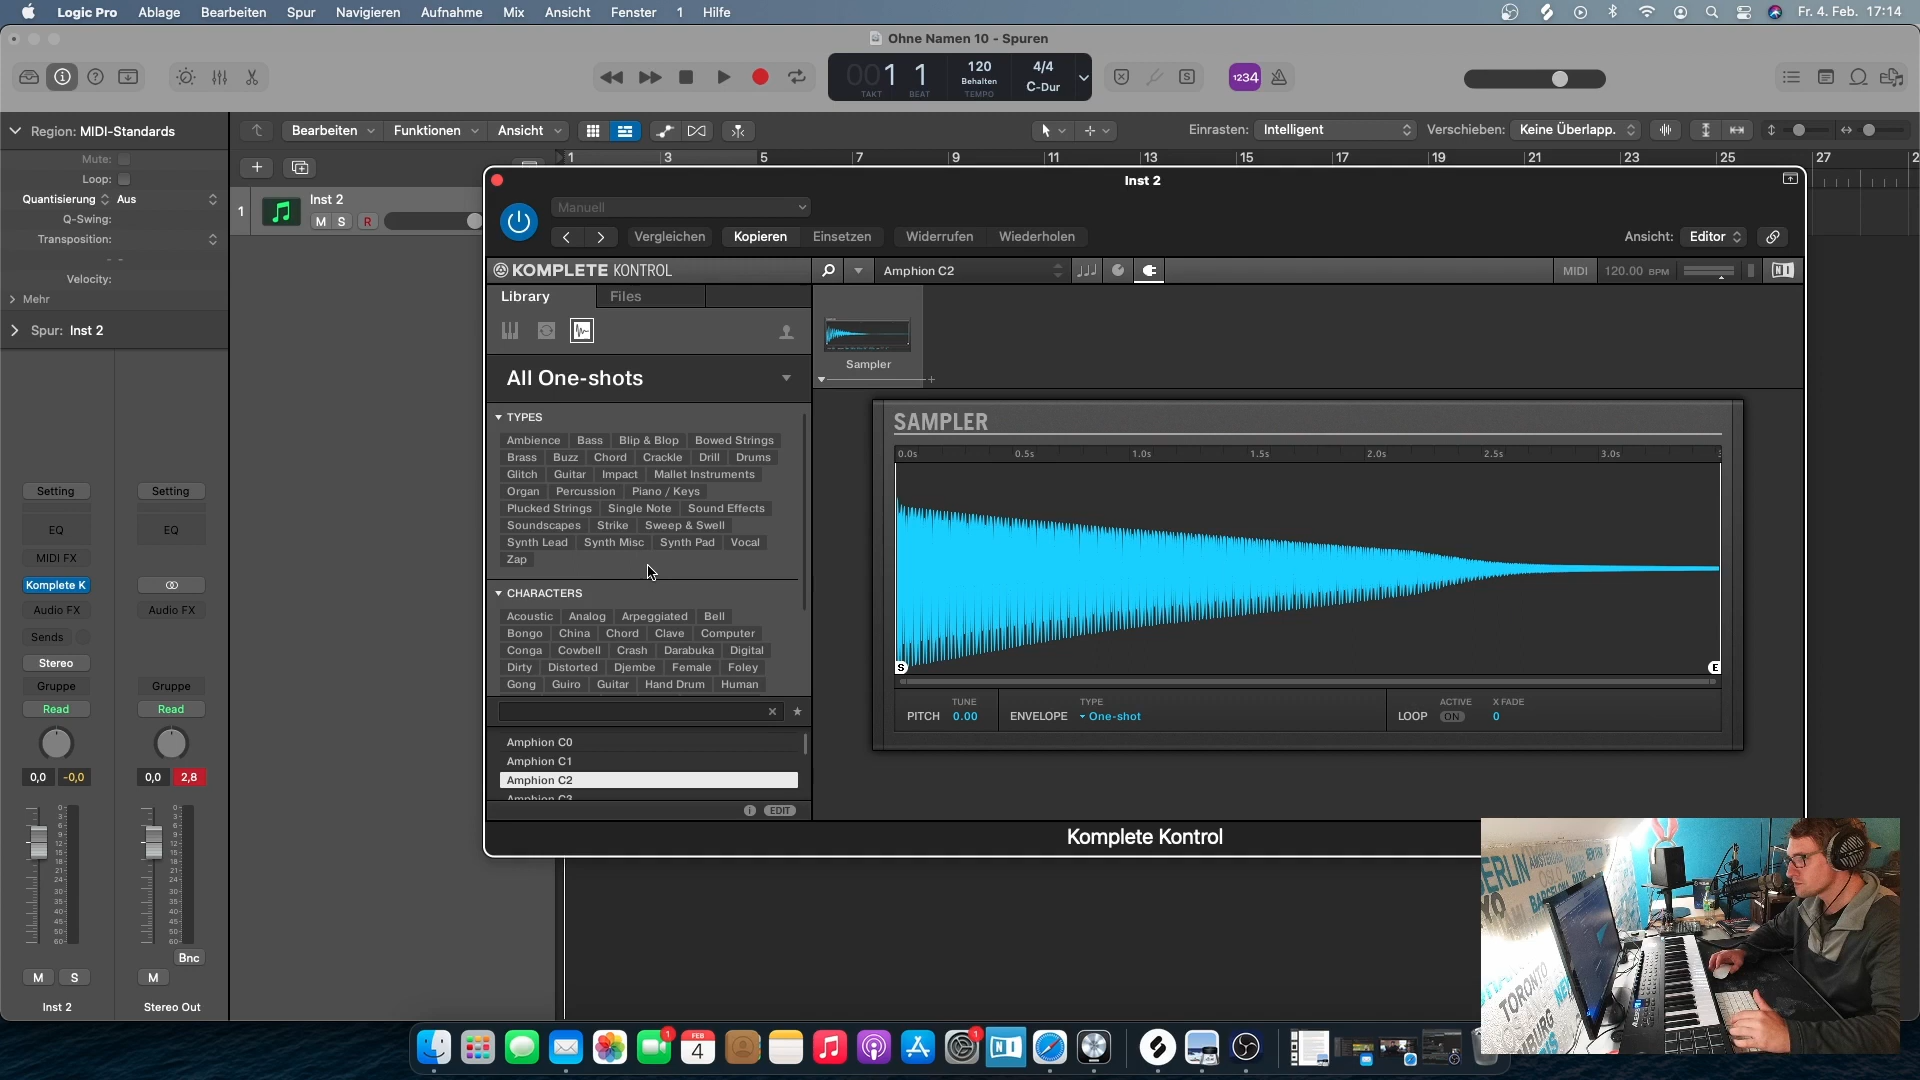 Logic Pro Ablage Bearbeiten Spur Navigieren Aufnahme Mix Ansicht Fenster 1 Hilfe Fr. 4. Feb. 17:14
Ohne Namen 10 - Spuren
001 1 120 4/4
Behalten C-Dur
TAKT BEAT TEMPO
1234
Region: MIDI-Standards
Bearbeiten Funktionen Ansicht Einrasten: Intelligent Verschieben: Keine Überlapp.
1 3 5 7 9 11 13 15 17 19 21 23 25 27
Mute:
Loop:
Quantisierung Aus
Q-Swing:
Transposition:
Velocity:
Mehr
Spur: Inst 2
1 Inst 2
M S R
Inst 2
Manuell
Vergleichen Kopieren Einsetzen Widerrufen Wiederholen Ansicht: Editor
KOMPLETE KONTROL Amphion C2 MIDI 120.00 BPM
Library Files
Sampler
All One-shots
TYPES
Ambience Bass Blip & Blop Bowed Strings
Brass Buzz Chord Crackle Drill Drums
Glitch Guitar Impact Mallet Instruments
Organ Percussion Piano / Keys
Plucked Strings Single Note Sound Effects
Soundscapes Strike Sweep & Swell
Synth Lead Synth Misc Synth Pad Vocal
Zap
CHARACTERS
Acoustic Analog Arpeggiated Bell
Bongo China Chord Clave Computer
Conga Cowbell Crash Darabuka Digital
Dirty Distorted Djembe Female Foley
Gong Guiro Guitar Hand Drum Human
Amphion C0
Amphion C1
Amphion C2
Amphion C3
EDIT
SAMPLER
0.0s 0.5s 1.0s 1.5s 2.0s 2.5s 3.0s
S E
TUNE TYPE ACTIVE X FADE
PITCH 0.00 ENVELOPE One-shot LOOP ON 0
Komplete Kontrol
Setting Setting
EQ EQ
MIDI FX
Komplete K
Audio FX Audio FX
Sends
Stereo
Gruppe Gruppe
Read Read
0,0 -0,0 0,0 2,8
Bnc
M S M
Inst 2 Stereo Out
FEB
4
BERLIN
OSLO
BARCELONA
TORONTO